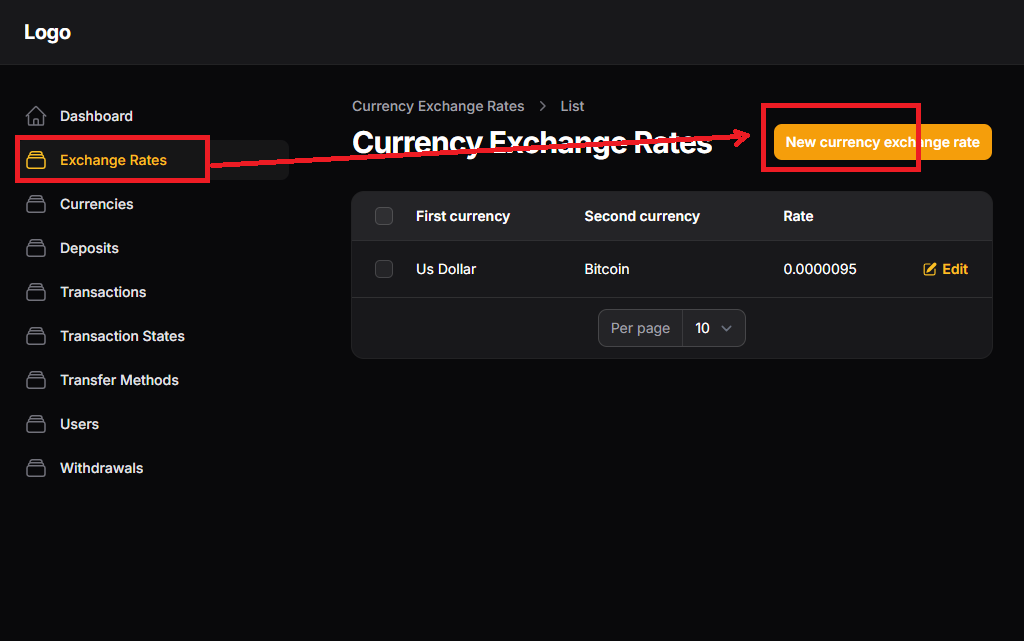 Logo
Dashboard
Exchange Rates
Currencies
Deposits
Transactions
Transaction States
Transfer Methods
Users
Withdrawals
Currency Exchange Rates > List
Currency Exchange Rates
New currency exchange rate
First currency Second currency Rate
Us Dollar Bitcoin 0.0000095 Edit
Per page 10